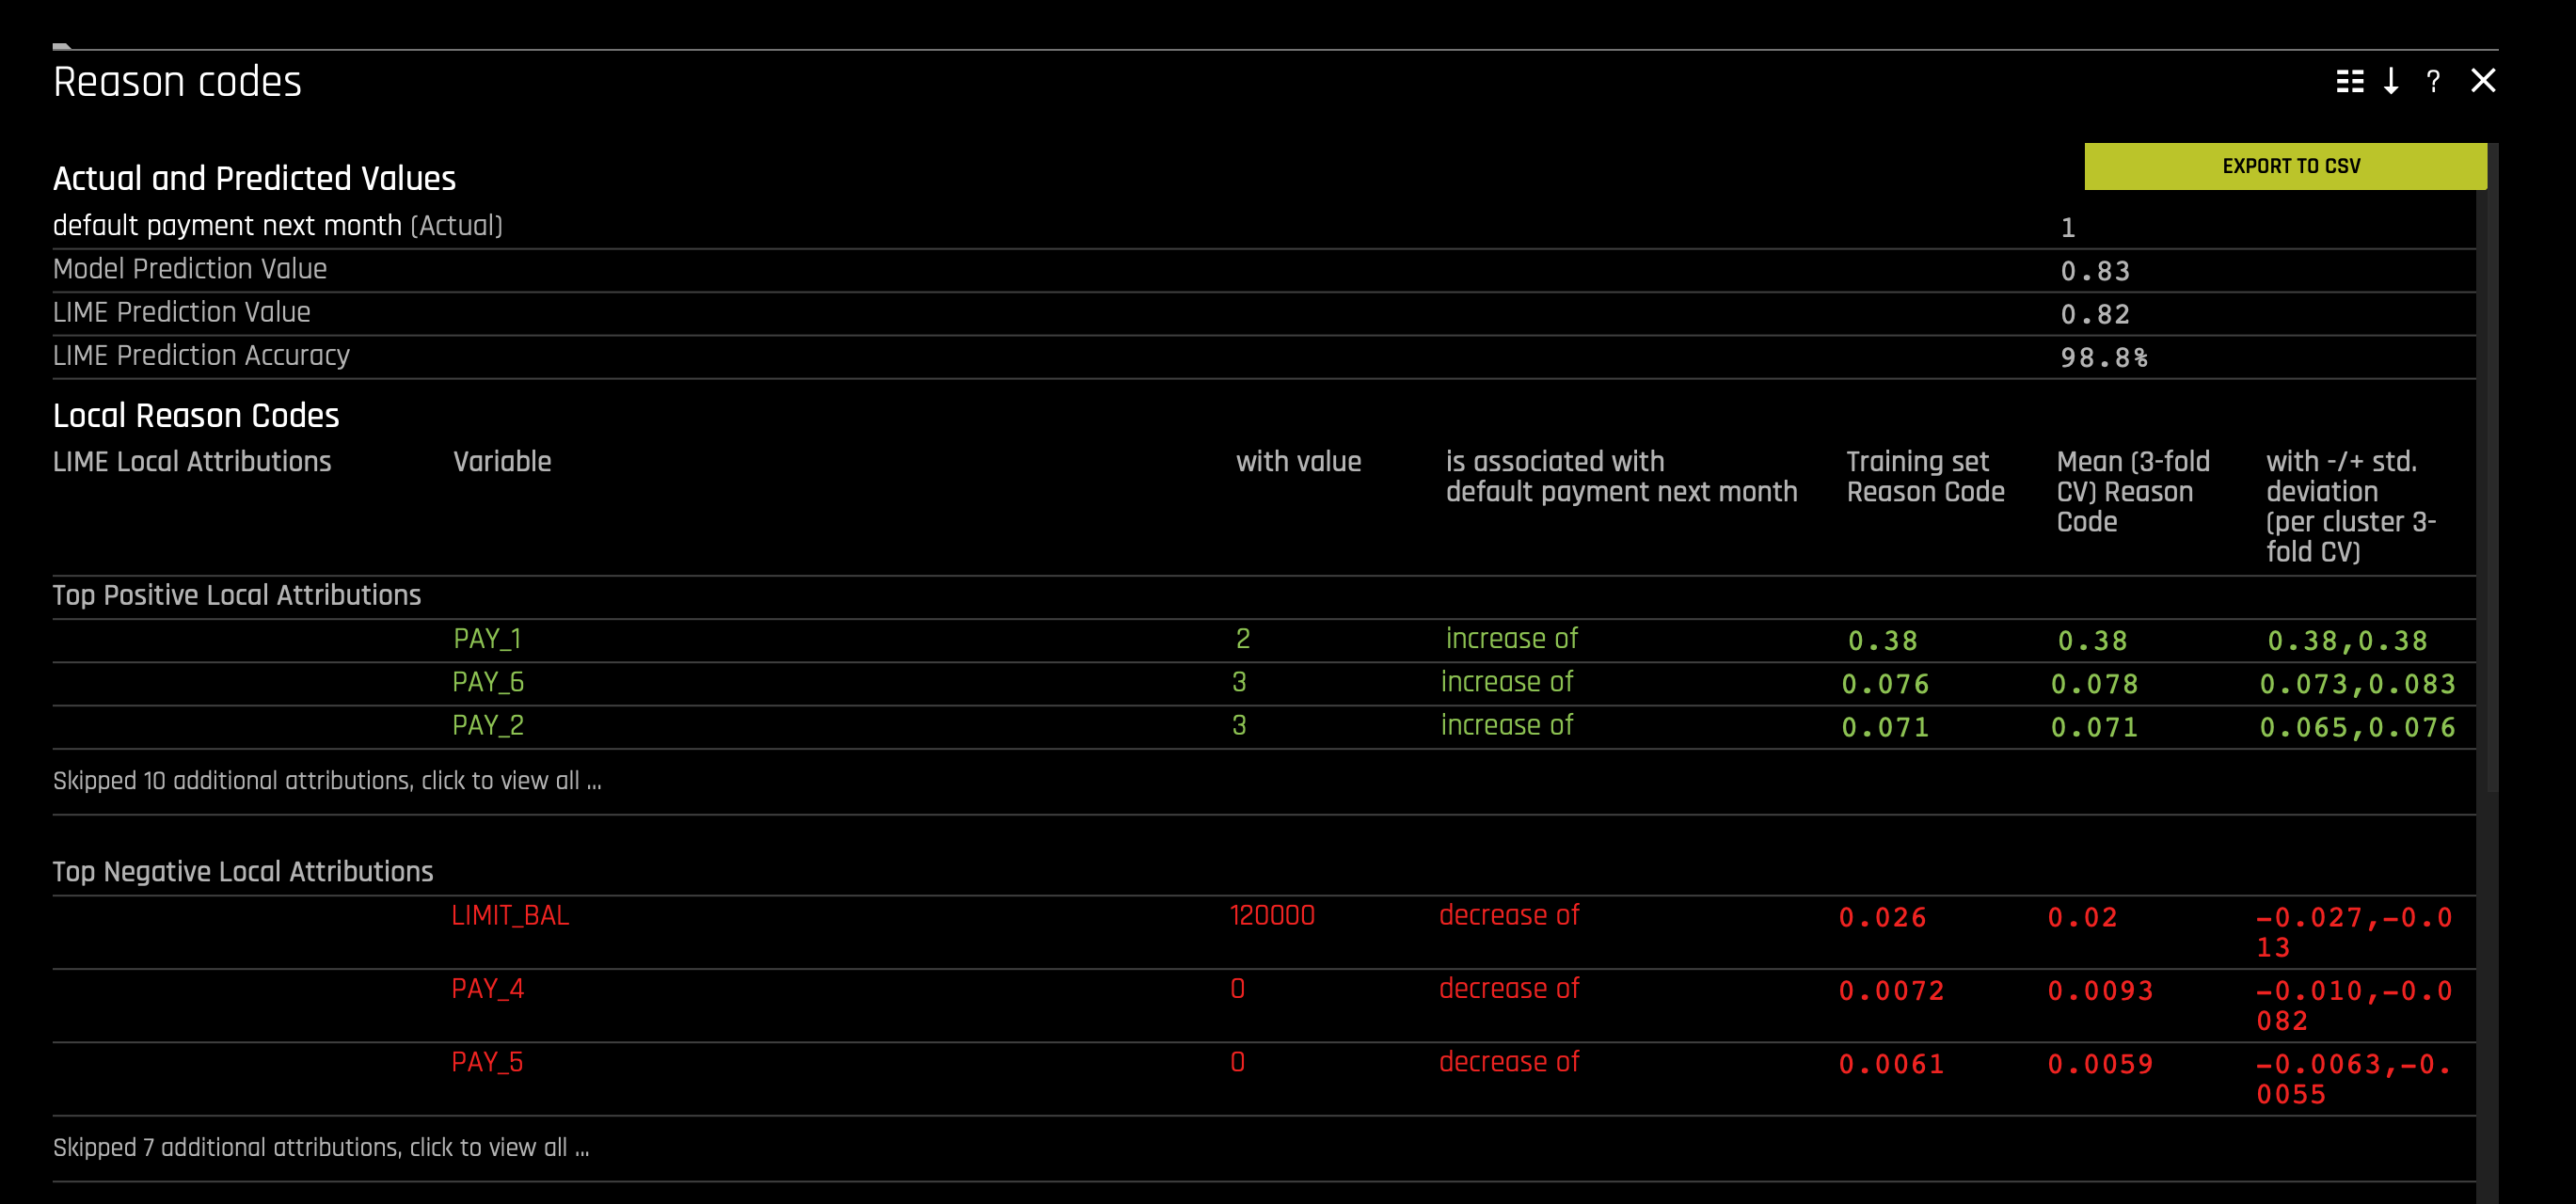 Reason codes ?
EXPORT TO CSV
Actual and Predicted Values
default payment next month (Actual) 1
Model Prediction Value 0.83
LIME Prediction Value 0.82
LIME Prediction Accuracy 98.8%
Local Reason Codes
LIME Local Attributions Variable with value is associated with Training set Mean (3-fold with -/+ std.
default payment next month Reason Code CV) Reason deviation
Code (per cluster 3-
fold CV)
Top Positive Local Attributions
PAY_1 2 increase of 0.38 0.38 0.38,0.38
PAY_6 3 increase of 0.076 0.078 0.073,0.083
PAY_2 3 increase of 0.071 0.071 0.065,0.076
Skipped 10 additional attributions, click to view all ...
Top Negative Local Attributions
LIMIT_BAL 120000 decrease of 0.026 0.02 -0.027,-0.0
13
PAY_4 0 decrease of 0.0072 0.0093 -0.010,-0.0
082
PAY_5 0 decrease of 0.0061 0.0059 -0.0063,-0.
0055
Skipped 7 additional attributions, click to view all ...